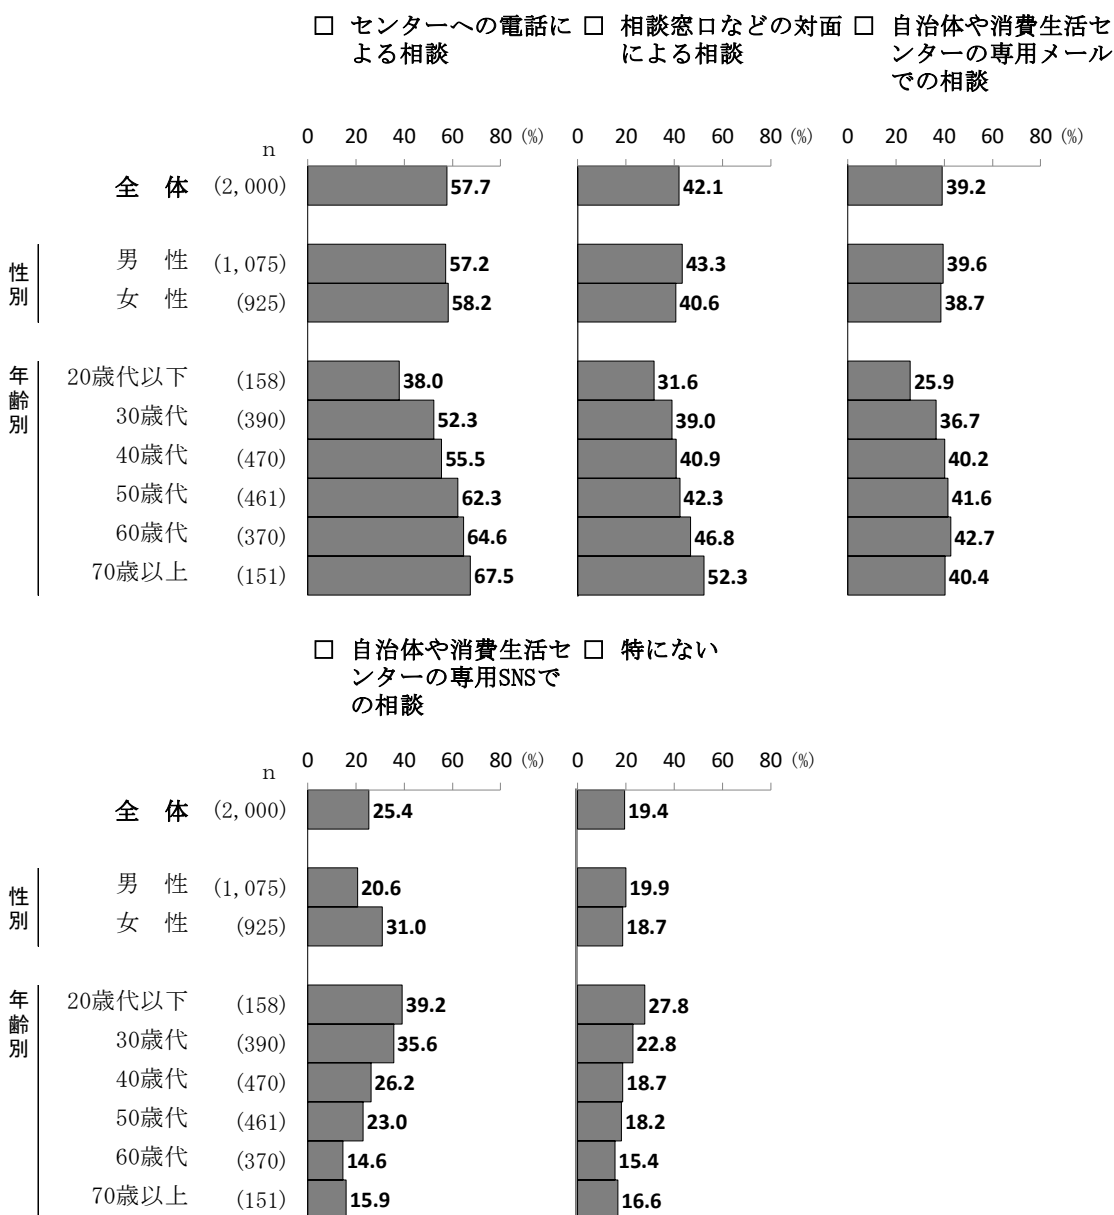 □ センターへの電話に □ 相談窓口などの対面 □ 自治体や消費生活セ
よる相談 による相談 ンターの専用メール
での相談
0 20 40 60 80 (%) 0 20 40 60 80 (%) 0 20 40 60 80 (%)
n
全 体 (2,000) 57.7 42.1 39.2
性別
男 性 (1,075) 57.2 43.3 39.6
女 性 (925) 58.2 40.6 38.7
年齢別
20歳代以下 (158) 38.0 31.6 25.9
30歳代 (390) 52.3 39.0 36.7
40歳代 (470) 55.5 40.9 40.2
50歳代 (461) 62.3 42.3 41.6
60歳代 (370) 64.6 46.8 42.7
70歳以上 (151) 67.5 52.3 40.4
□ 自治体や消費生活セ □ 特にない
ンターの専用SNSで
の相談
0 20 40 60 80 (%) 0 20 40 60 80 (%)
n
全 体 (2,000) 25.4 19.4
性別
男 性 (1,075) 20.6 19.9
女 性 (925) 31.0 18.7
年齢別
20歳代以下 (158) 39.2 27.8
30歳代 (390) 35.6 22.8
40歳代 (470) 26.2 18.7
50歳代 (461) 23.0 18.2
60歳代 (370) 14.6 15.4
70歳以上 (151) 15.9 16.6